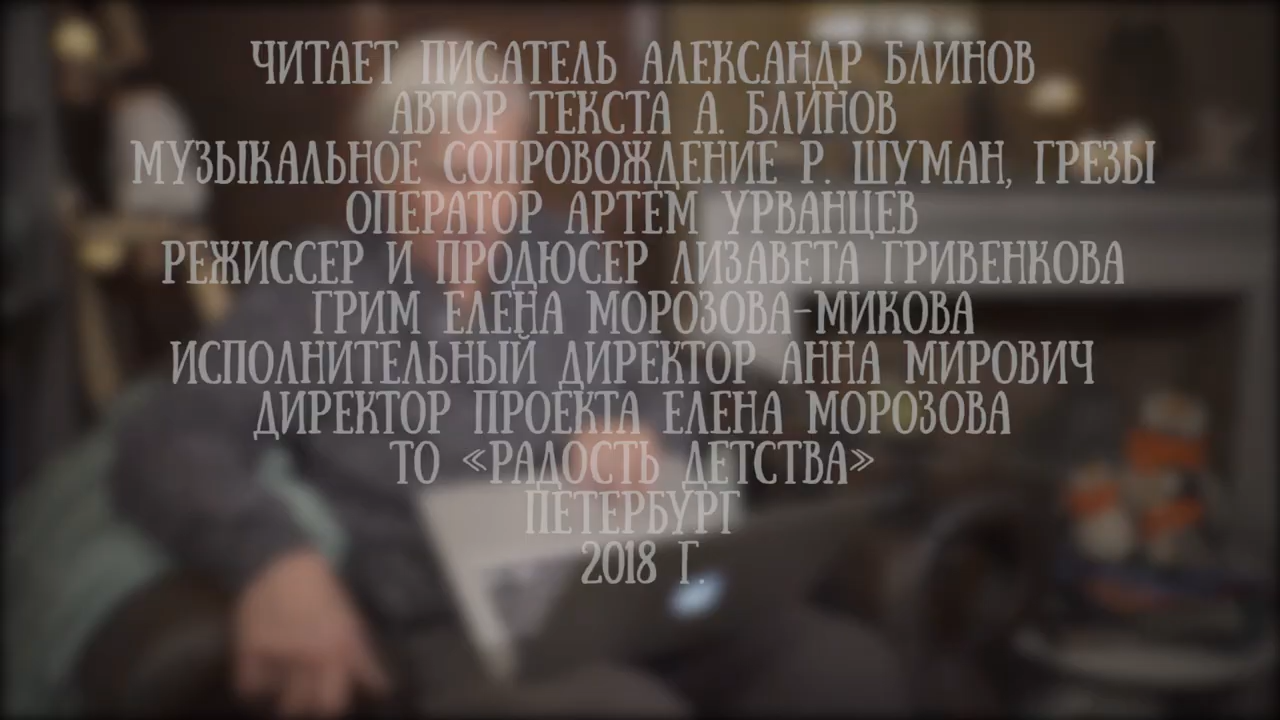 ЧИТАЕТ ПИСАТЕЛЬ АЛЕКСАНДР БЛИНОВ
АВТОР ТЕКСТА А. БЛИНОВ
МУЗЫКАЛЬНОЕ СОПРОВОЖДЕНИЕ Р. ШУМАН, ГРЕЗЫ
ОПЕРАТОР АРТЕМ УРВАНЦЕВ
РЕЖИССЕР И ПРОДЮСЕР ЛИЗАВЕТА ГРИВЕНКОВА
ГРИМ ЕЛЕНА МОРОЗОВА-МИКОВА
ИСПОЛНИТЕЛЬНЫЙ ДИРЕКТОР АННА МИРОВИЧ
ДИРЕКТОР ПРОЕКТА ЕЛЕНА МОРОЗОВА
ТО «РАДОСТЬ ДЕТСТВА»
ПЕТЕРБУРГ
2018 Г.